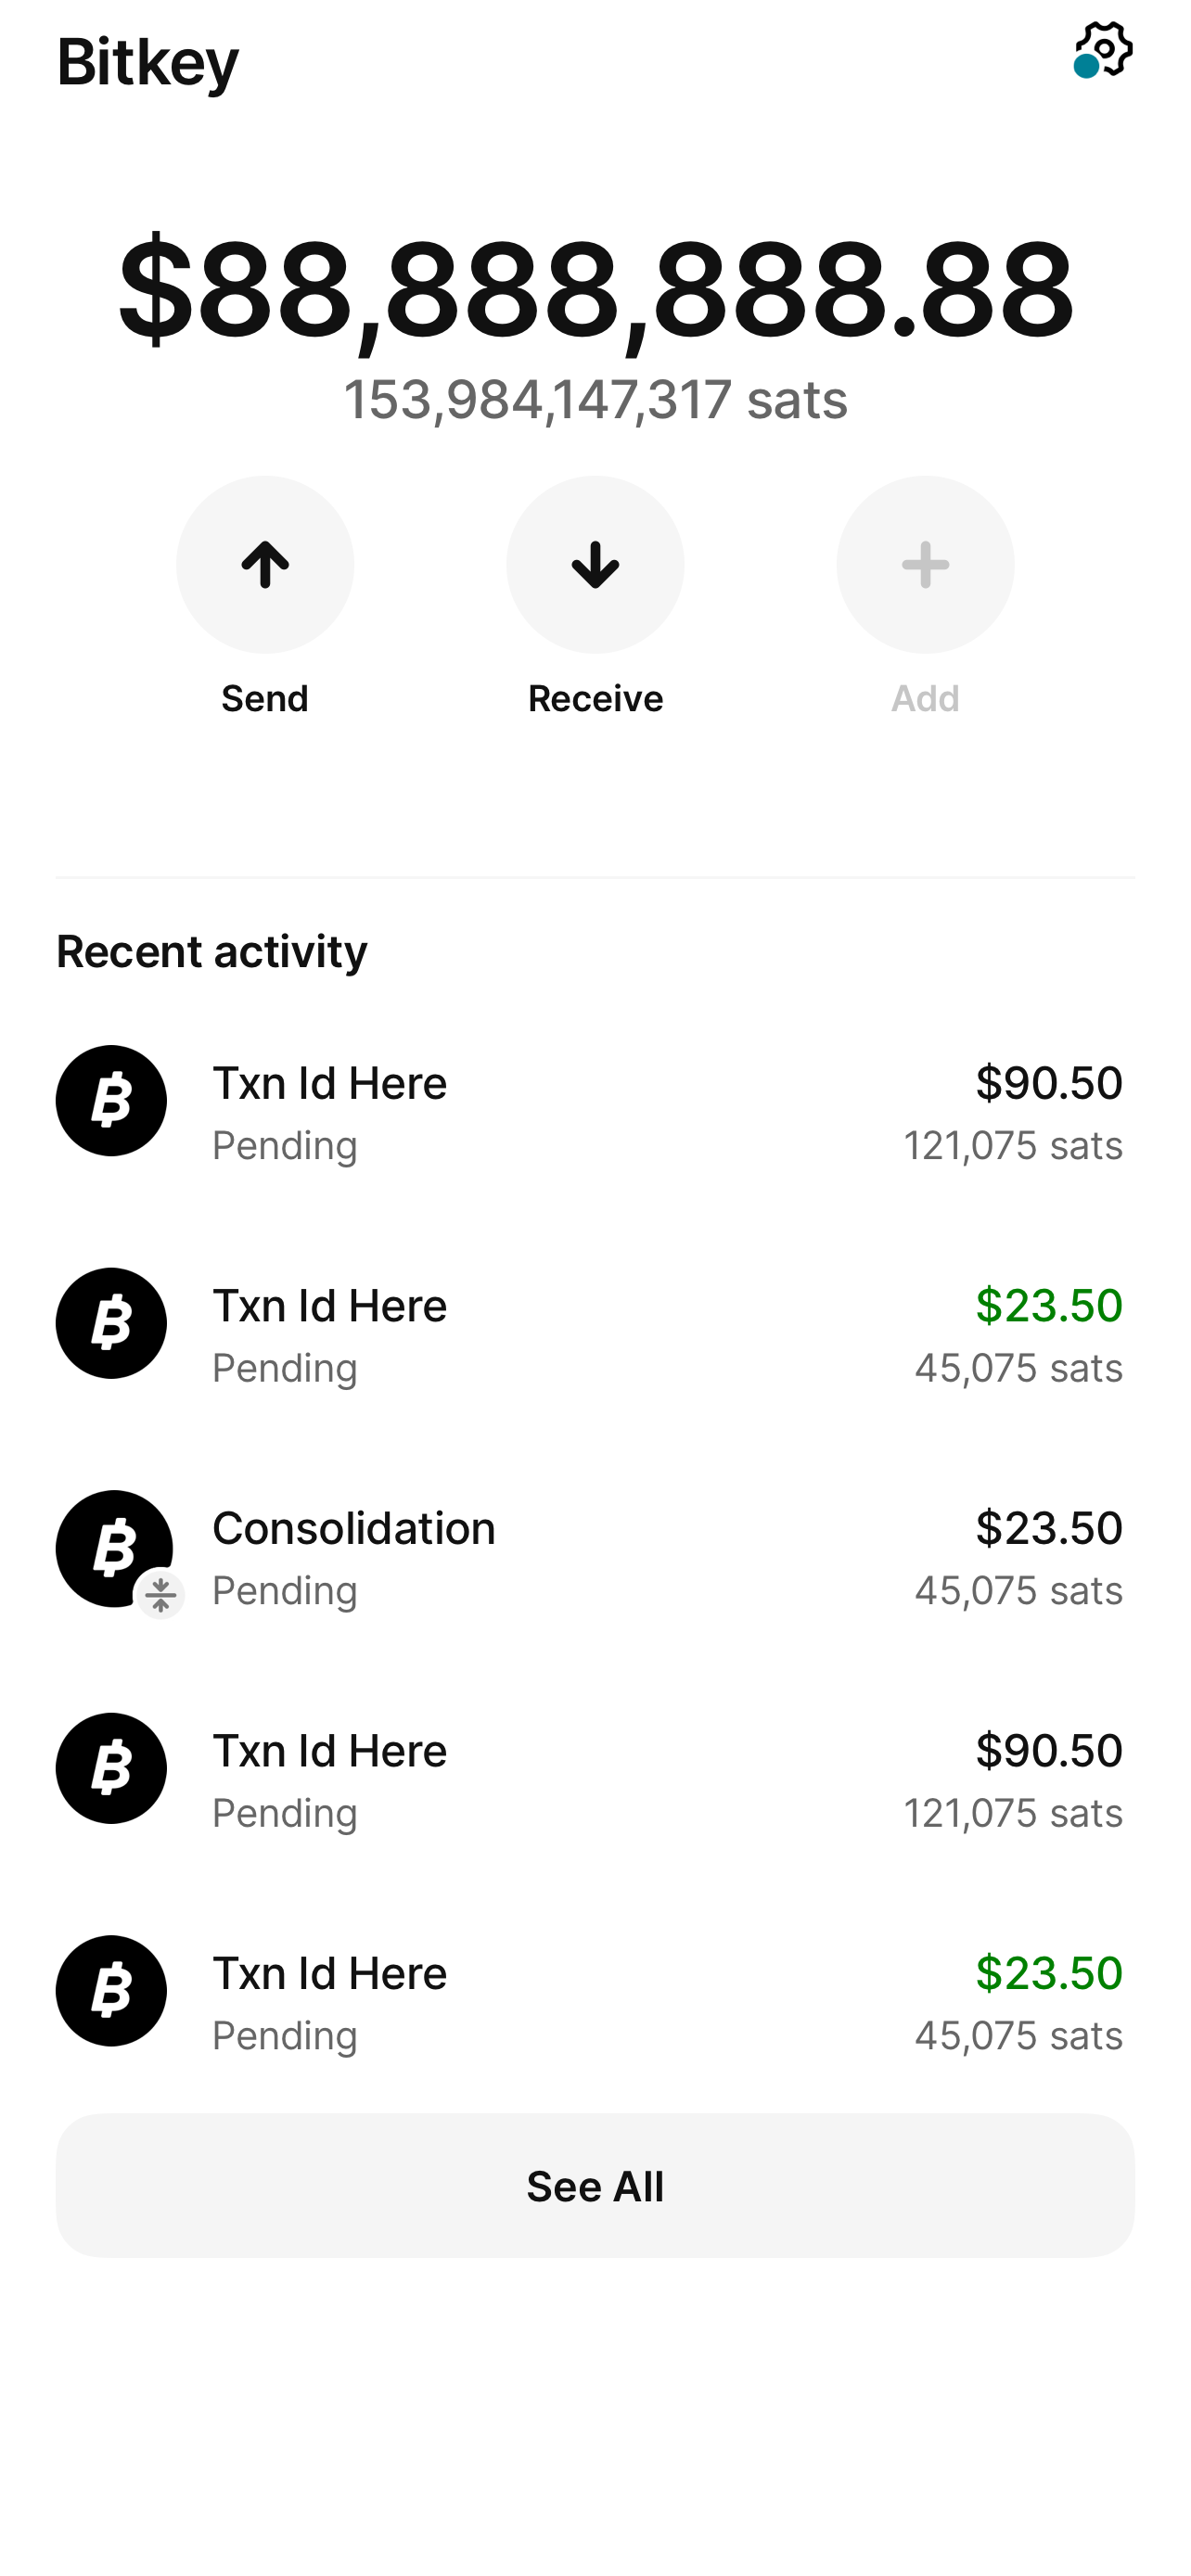 Bitkey
$88,888,888.88
153,984,147,317 sats
Send
Receive
Add
Recent activity
Txn Id Here
$90.50
Pending
121,075 sats
Txn Id Here
$23.50
Pending
45,075 sats
Consolidation
$23.50
Pending
45,075 sats
Txn Id Here
$90.50
Pending
121,075 sats
Txn Id Here
$23.50
Pending
45,075 sats
See All